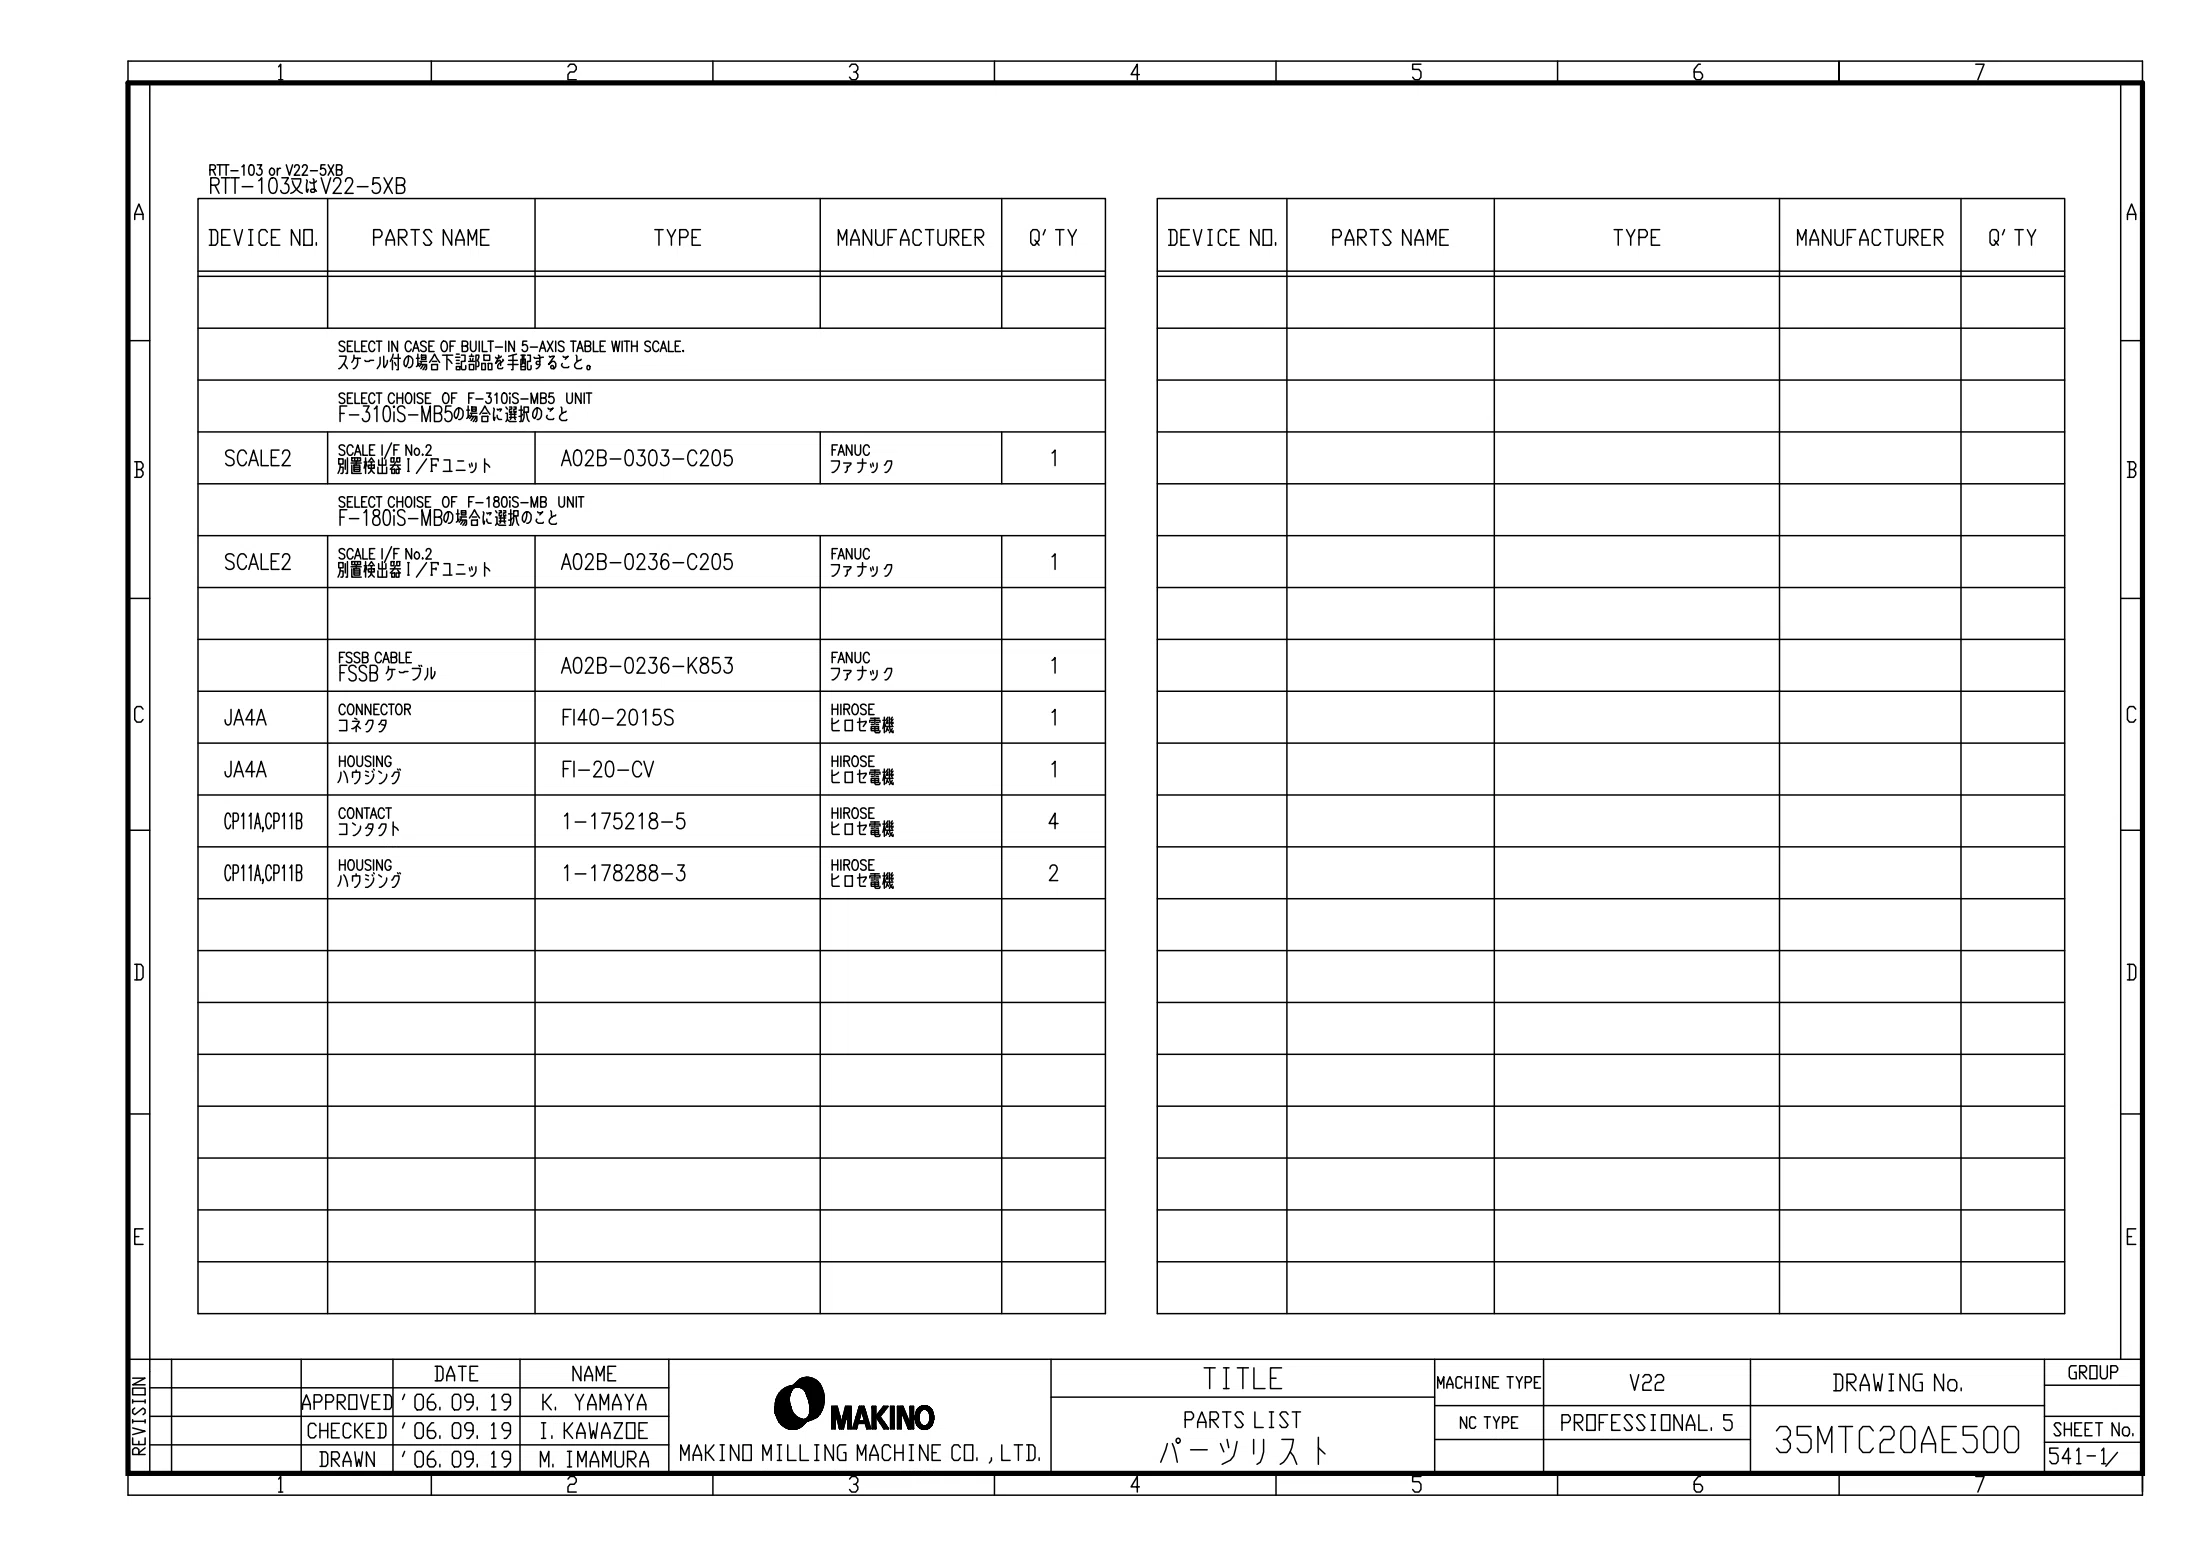 1 2 3 4 5 6 7
RTT-103 or V22-5XB
RTT-103又はV22-5XB
DEVICE NO. PARTS NAME TYPE MANUFACTURER Q'TY
SELECT IN CASE OF BUILT-IN 5-AXIS TABLE WITH SCALE.
スケール付の場合下記部品を手配すること。
SELECT CHOISE OF F-310iS-MB5 UNIT
F-310iS-MB5の場合に選択のこと
SCALE2 SCALE I/F No.2 A02B-0303-C205 FANUC 1
別置検出器I/Fユニット ファナック
SELECT CHOISE OF F-180iS-MB UNIT
F-180iS-MBの場合に選択のこと
SCALE2 SCALE I/F No.2 A02B-0236-C205 FANUC 1
別置検出器I/Fユニット ファナック
FSSB CABLE A02B-0236-K853 FANUC 1
FSSB ケーブル ファナック
JA4A CONNECTOR FI40-2015S HIROSE 1
コネクタ ヒロセ電機
JA4A HOUSING FI-20-CV HIROSE 1
ハウジング ヒロセ電機
CP11A,CP11B CONTACT 1-175218-5 HIROSE 4
コンタクト ヒロセ電機
CP11A,CP11B HOUSING 1-178288-3 HIROSE 2
ハウジング ヒロセ電機
DEVICE NO. PARTS NAME TYPE MANUFACTURER Q'TY
A A
B B
C C
D D
E E
REVISION
DATE NAME
APPROVED '06.09.19 K. YAMAYA
CHECKED '06.09.19 I. KAWAZOE
DRAWN '06.09.19 M. IMAMURA
MAKINO
MAKINO MILLING MACHINE CO.,LTD.
TITLE
PARTS LIST
パーツリスト
MACHINE TYPE V22
NC TYPE PROFESSIONAL.5
DRAWING No.
35MTC20AE500
GROUP
SHEET No.
541-1/
1 2 3 4 5 6 7